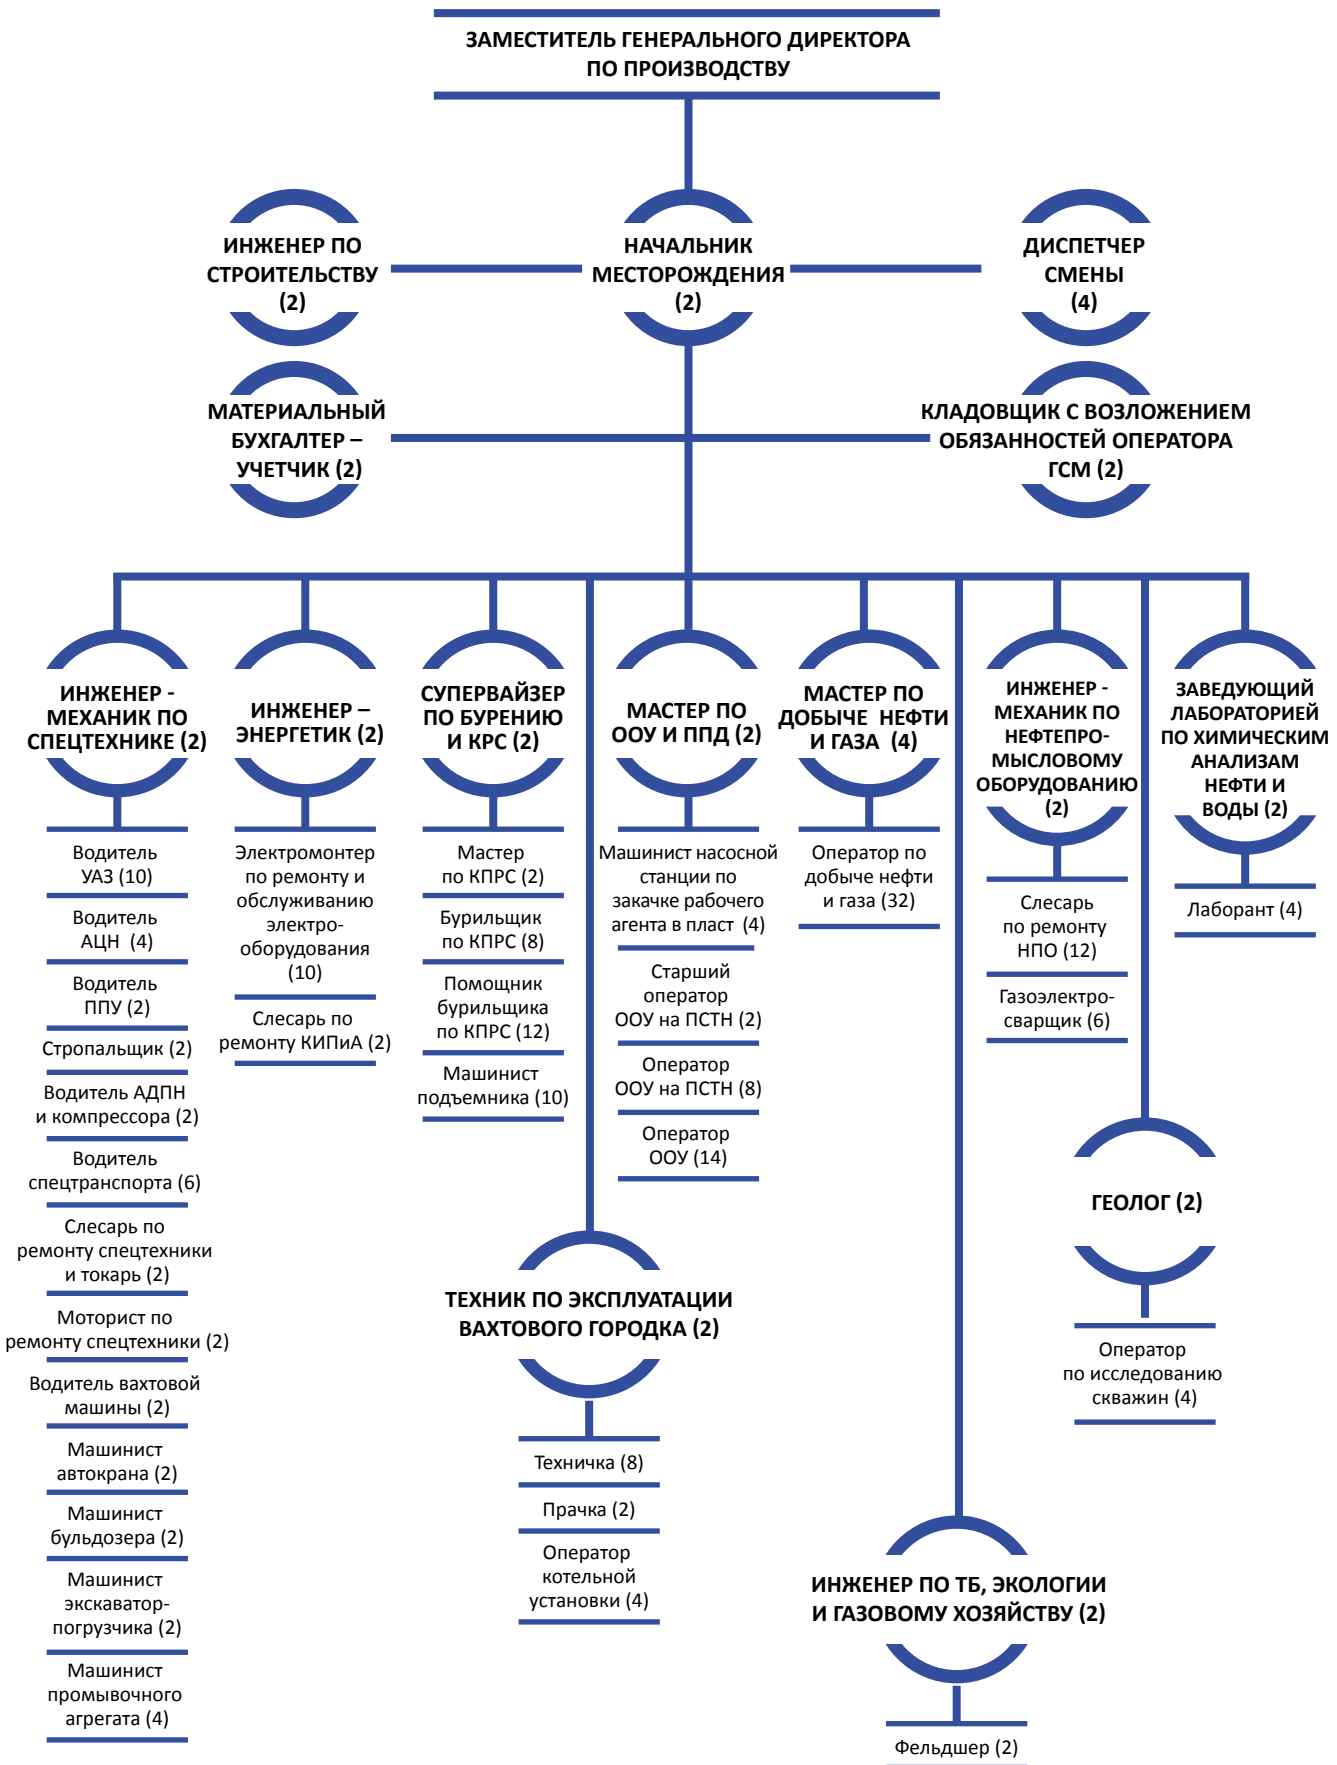 ЗАМЕСТИТЕЛЬ ГЕНЕРАЛЬНОГО ДИРЕКТОРА
ПО ПРОИЗВОДСТВУ
ИНЖЕНЕР ПО
СТРОИТЕЛЬСТВУ
(2)
НАЧАЛЬНИК
МЕСТОРОЖДЕНИЯ
(2)
ДИСПЕТЧЕР
СМЕНЫ
(4)
МАТЕРИАЛЬНЫЙ
БУХГАЛТЕР –
УЧЕТЧИК (2)
КЛАДОВЩИК С ВОЗЛОЖЕНИЕМ
ОБЯЗАННОСТЕЙ ОПЕРАТОРА
ГСМ (2)
ИНЖЕНЕР -
МЕХАНИК ПО
СПЕЦТЕХНИКЕ (2)
Водитель
УАЗ (10)
Водитель
АЦН (4)
Водитель
ППУ (2)
Стропальщик (2)
Водитель АДПН
и компрессора (2)
Водитель
спецтранспорта (6)
Слесарь по
ремонту спецтехники
и токарь (2)
Моторист по
ремонту спецтехники (2)
Водитель вахтовой
машины (2)
Машинист
автокрана (2)
Машинист
бульдозера (2)
Машинист
экскаватор-
погрузчика (2)
Машинист
промывочного
агрегата (4)
ИНЖЕНЕР –
ЭНЕРГЕТИК (2)
Электромонтер
по ремонту и
обслуживанию
электро-
оборудования
(10)
Слесарь по
ремонту КИПиА (2)
СУПЕРВАЙЗЕР
ПО БУРЕНИЮ
И КРС (2)
Мастер
по КПРС (2)
Бурильщик
по КПРС (8)
Помощник
бурильщика
по КПРС (12)
Машинист
подъемника (10)
ТЕХНИК ПО ЭКСПЛУАТАЦИИ
ВАХТОВОГО ГОРОДКА (2)
Техничка (8)
Прачка (2)
Оператор
котельной
установки (4)
МАСТЕР ПО
ООУ И ППД (2)
Машинист насосной
станции по
закачке рабочего
агента в пласт (4)
Старший
оператор
ООУ на ПСТН (2)
Оператор
ООУ на ПСТН (8)
Оператор
ООУ (14)
МАСТЕР ПО
ДОБЫЧЕ НЕФТИ
И ГАЗА (4)
Оператор по
добыче нефти
и газа (32)
ИНЖЕНЕР ПО ТБ, ЭКОЛОГИИ
И ГАЗОВОМУ ХОЗЯЙСТВУ (2)
Фельдшер (2)
ИНЖЕНЕР -
МЕХАНИК ПО
НЕФТЕПРО-
МЫСЛОВОМУ
ОБОРУДОВАНИЮ
(2)
Слесарь
по ремонту
НПО (12)
Газоэлектро-
сварщик (6)
ГЕОЛОГ (2)
Оператор
по исследованию
скважин (4)
ЗАВЕДУЮЩИЙ
ЛАБОРАТОРИЕЙ
ПО ХИМИЧЕСКИМ
АНАЛИЗАМ
НЕФТИ И
ВОДЫ (2)
Лаборант (4)